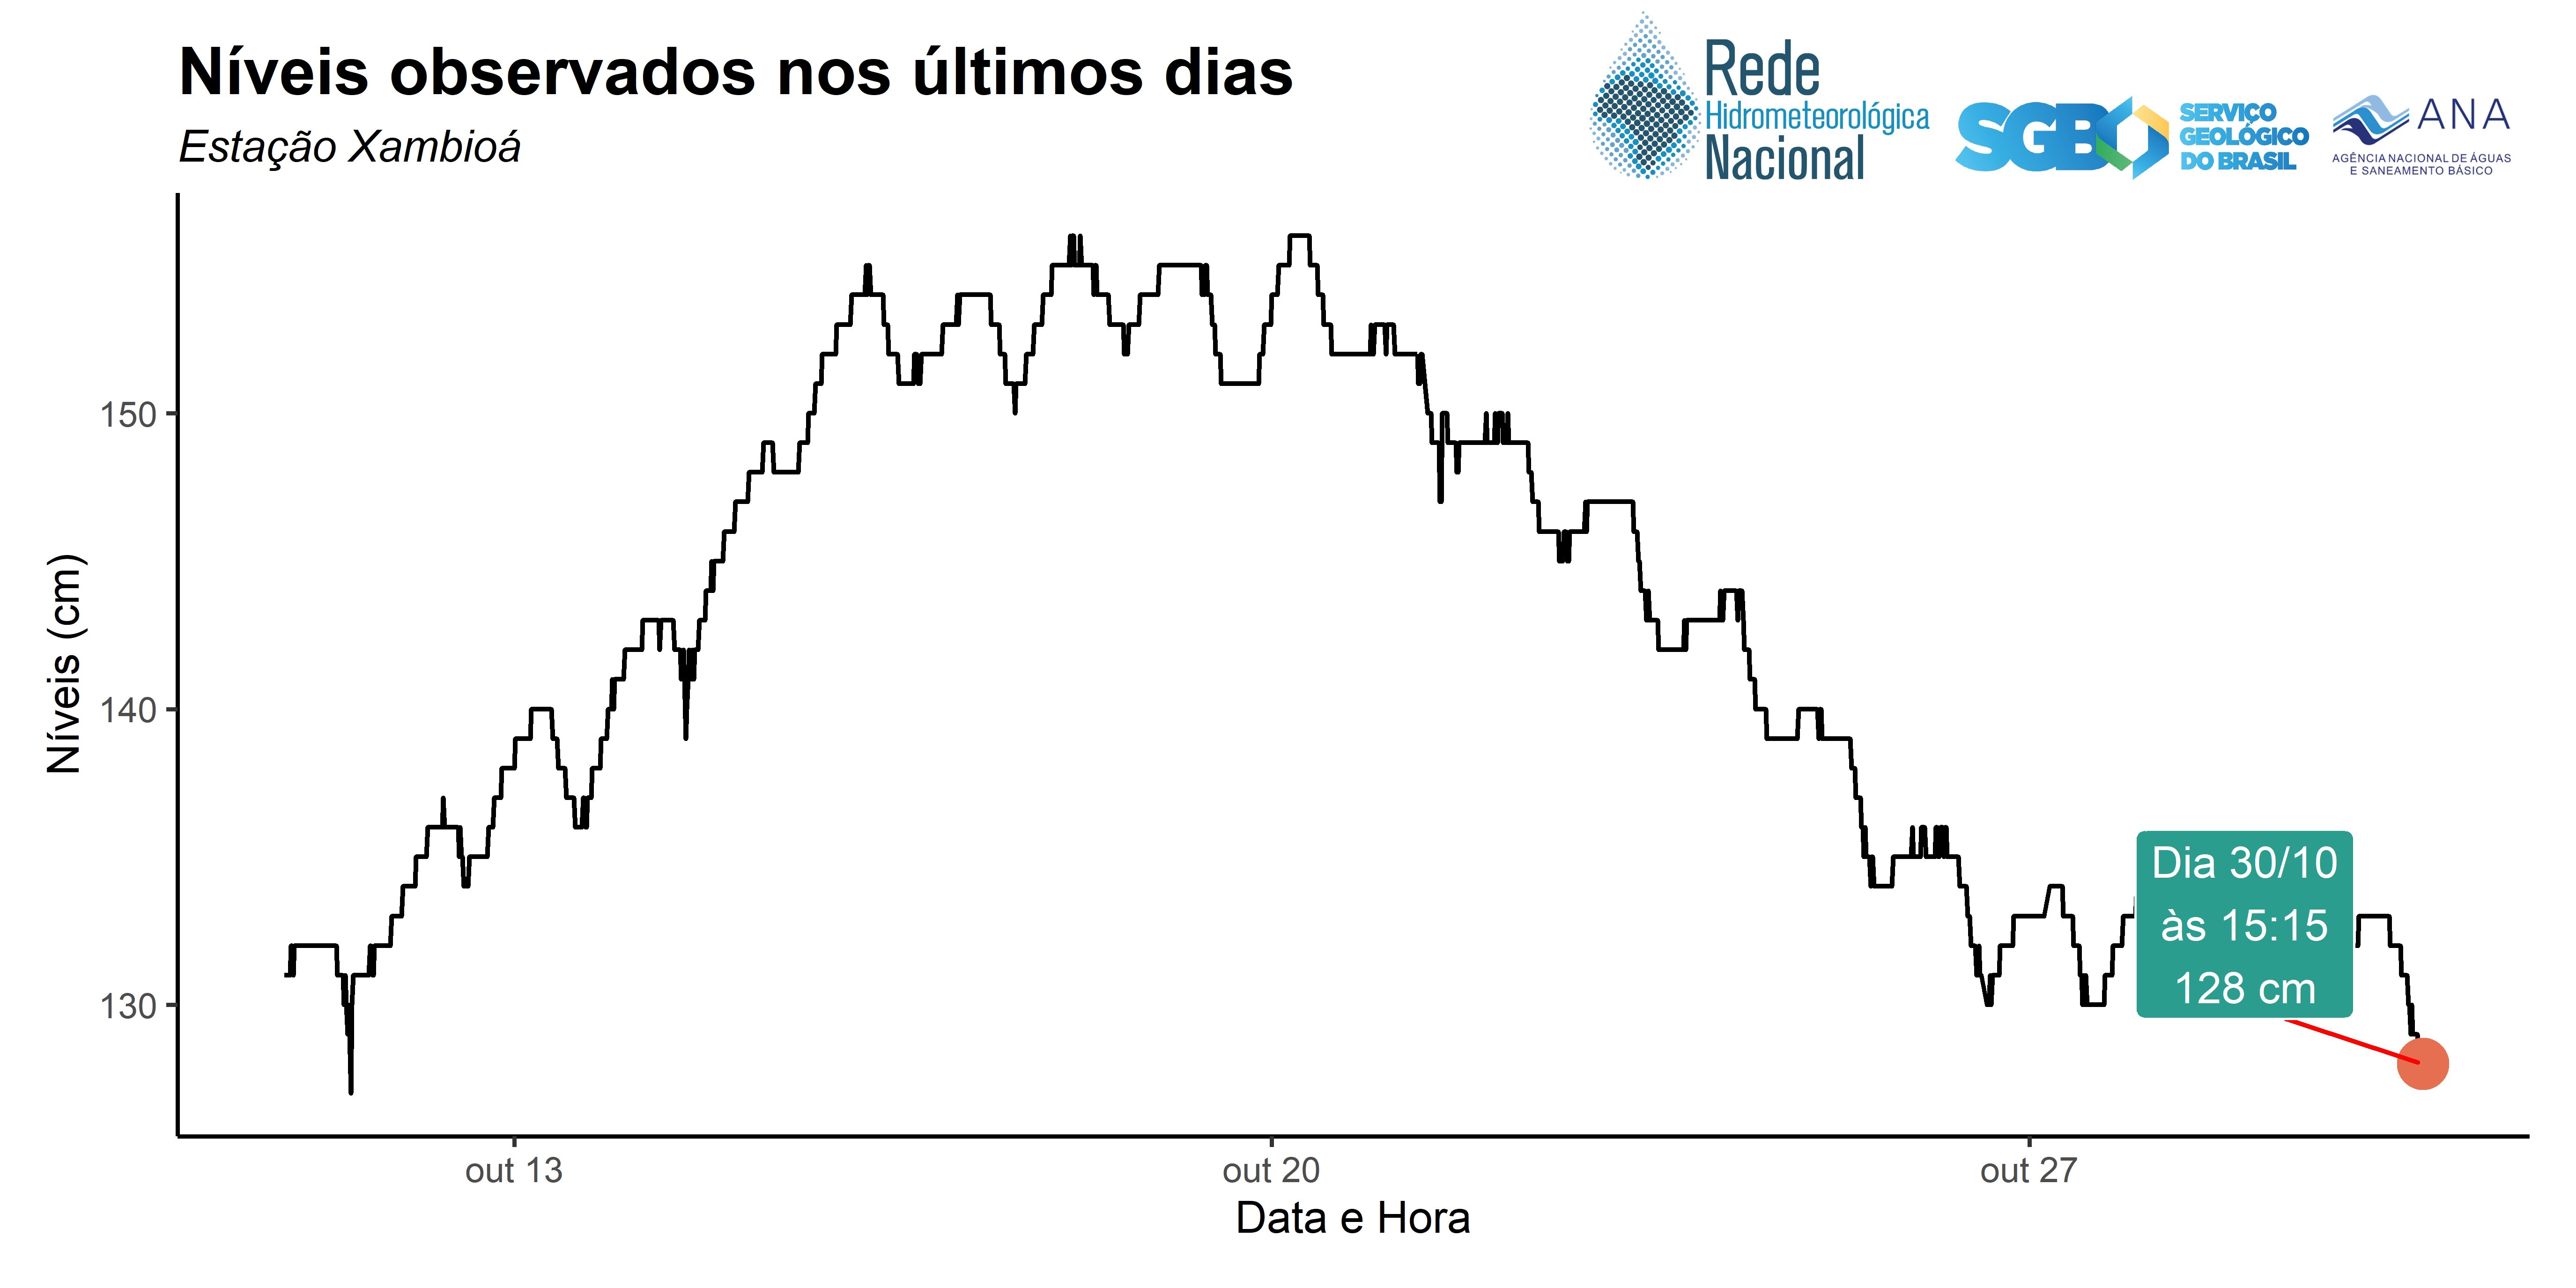 Níveis observados nos últimos dias
Estação Xambioá
Rede
Hidrometeorológica
Nacional
SGB
SERVIÇO
GEOLÓGICO
DO BRASIL
ANA
AGÊNCIA NACIONAL DE ÁGUAS
E SANEAMENTO BÁSICO
Níveis (cm)
150
140
130
Dia 30/10
às 15:15
128 cm
out 13
out 20
out 27
Data e Hora